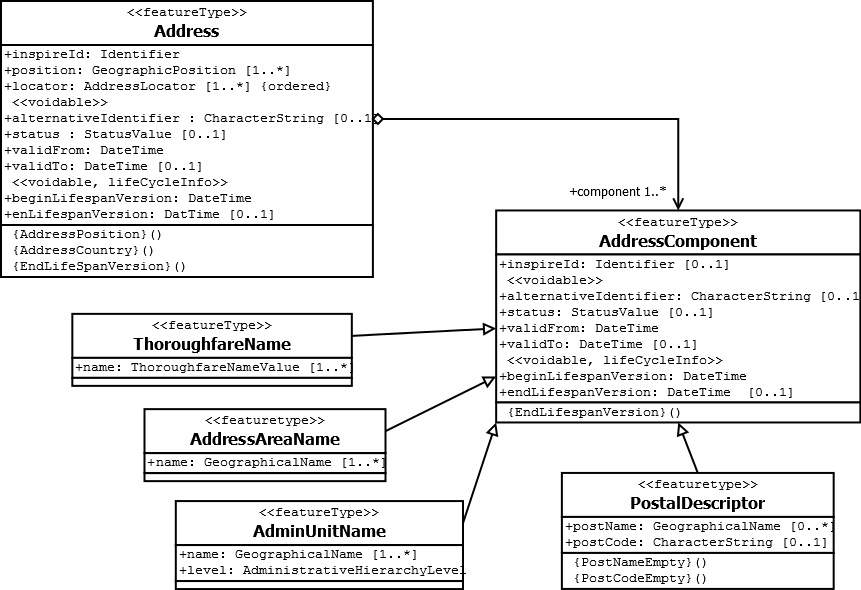 <<featureType>>
Address
+inspireId: Identifier
+position: GeographicPosition [1..*]
+locator: AddressLocator [1..*] {ordered}
<<voidable>>
+alternativeIdentifier : CharacterString [0..1
+status : StatusValue [0..1]
+validFrom: DateTime
+validTo: DateTime [0..1]
<<voidable, lifeCycleInfo>>
+beginLifespanVersion: DateTime
+enLifespanVersion: DatTime [0..1]
{AddressPosition}()
{AddressCountry}()
{EndLifeSpanVersion}()
+component 1..*
<<featureType>>
AddressComponent
+inspireId: Identifier [0..1]
<<voidable>>
+alternativeIdentifier: CharacterString [0..1
+status: StatusValue [0..1]
+validFrom: DateTime
+validTo: DateTime [0..1]
<<voidable, lifeCycleInfo>>
+beginLifespanVersion: DateTime
+endLifespanVersion: DateTime [0..1]
{EndLifespanVersion}()
<<featureType>>
ThoroughfareName
+name: ThoroughfareNameValue [1..*]
<<featuretype>>
AddressAreaName
+name: GeographicalName [1..*]
<<featureType>>
AdminUnitName
+name: GeographicalName [1..*]
+level: AdministrativeHierarchyLevel
<<featuretype>>
PostalDescriptor
+postName: GeographicalName [0..*]
+postCode: CharacterString [0..1]
{PostNameEmpty}()
{PostCodeEmpty}()